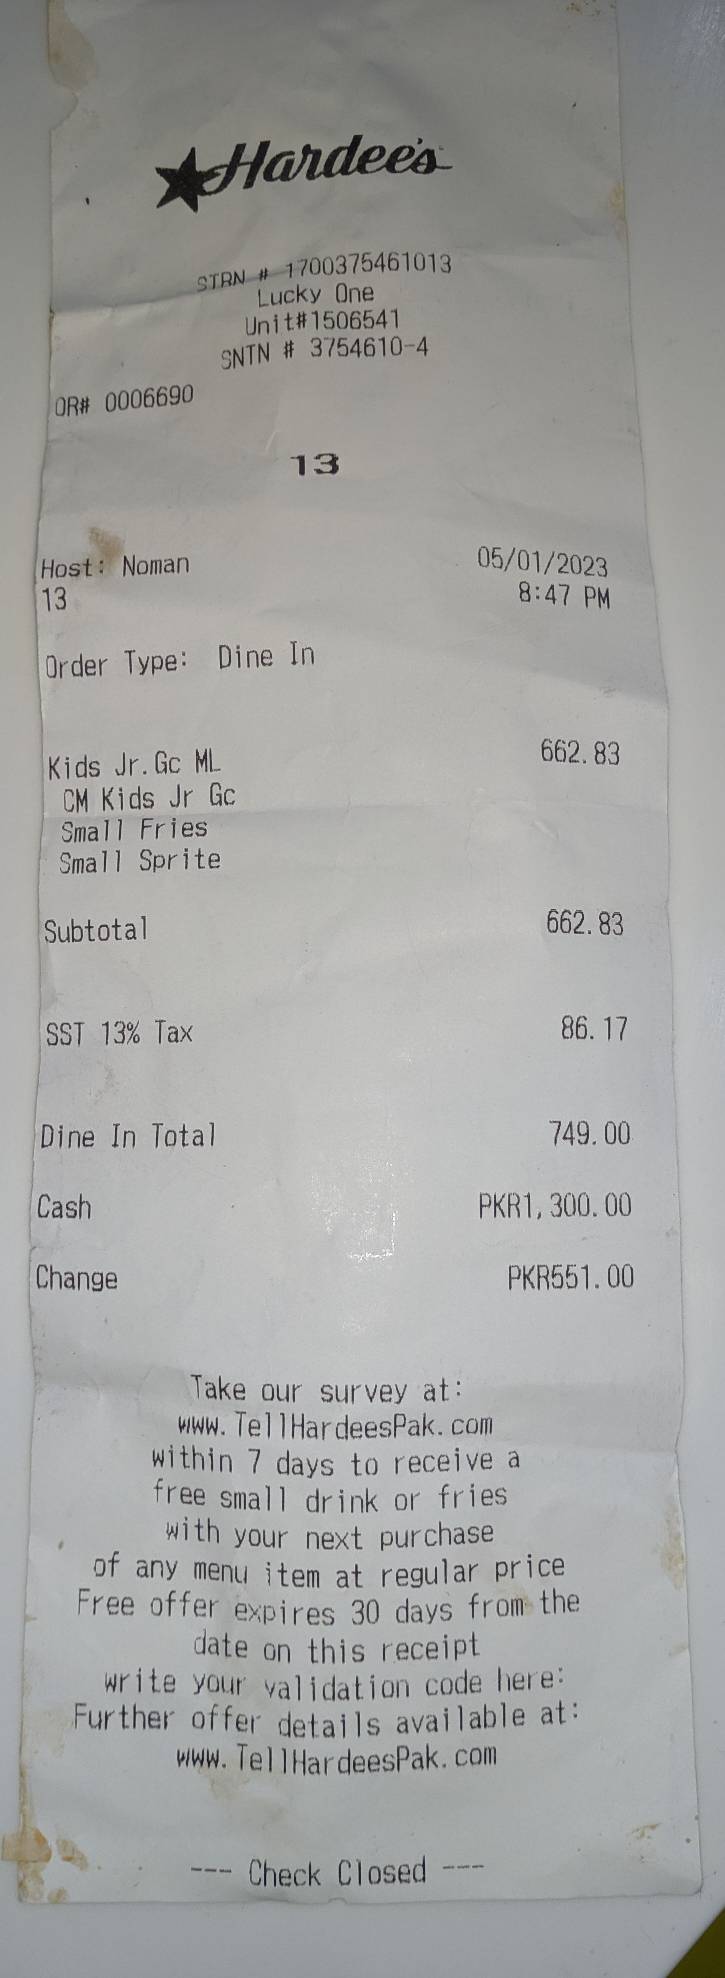 Hardee's
STRN # 1700375461013
Lucky One
Unit#1506541
SNTN # 3754610-4
OR# 0006690
13
Host: Noman 05/01/2023
13 8:47 PM
Order Type: Dine In
Kids Jr.Gc ML 662.83
CM Kids Jr Gc
Small Fries
Small Sprite
Subtotal 662.83
SST 13% Tax 86.17
Dine In Total 749.00
Cash PKR1,300.00
Change PKR551.00
Take our survey at:
www.TellHardeesPak.com
within 7 days to receive a
free small drink or fries
with your next purchase
of any menu item at regular price
Free offer expires 30 days from the
date on this receipt
write your validation code here:
Further offer details available at:
www.TellHardeesPak.com
--- Check Closed ---